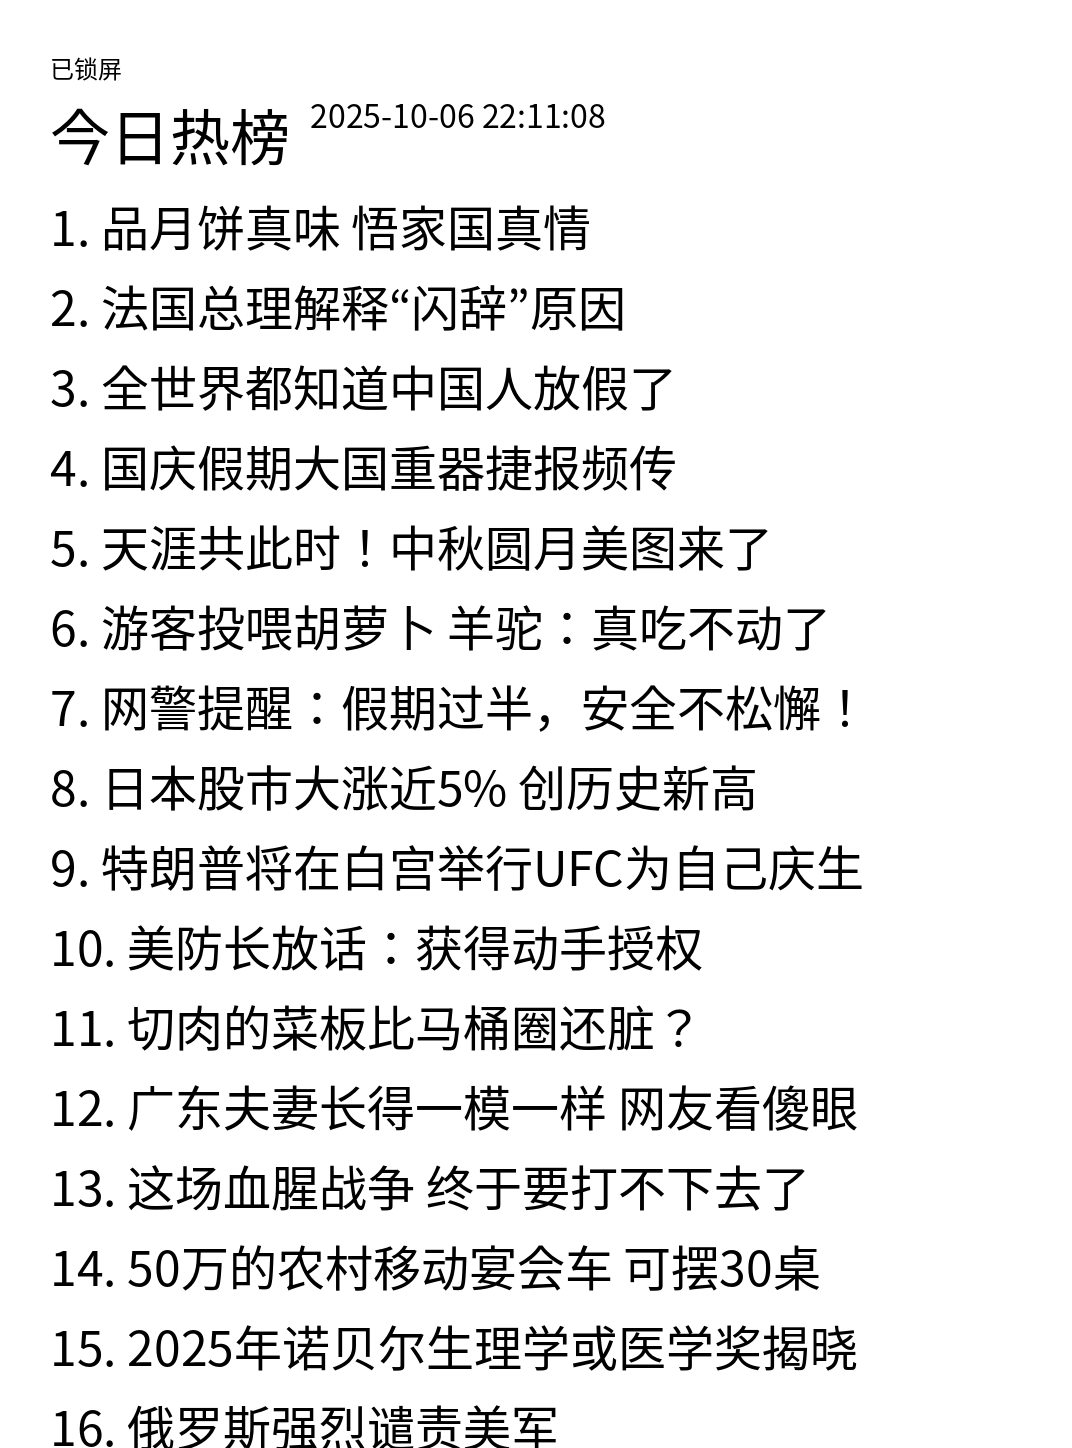 已锁屏
今日热榜 2025-10-06 22:11:08
1. 品月饼真味 悟家国真情
2. 法国总理解释“闪辞”原因
3. 全世界都知道中国人放假了
4. 国庆假期大国重器捷报频传
5. 天涯共此时！中秋圆月美图来了
6. 游客投喂胡萝卜 羊驼：真吃不动了
7. 网警提醒：假期过半，安全不松懈！
8. 日本股市大涨近5% 创历史新高
9. 特朗普将在白宫举行UFC为自己庆生
10. 美防长放话：获得动手授权
11. 切肉的菜板比马桶圈还脏？
12. 广东夫妻长得一模一样 网友看傻眼
13. 这场血腥战争 终于要打不下去了
14. 50万的农村移动宴会车 可摆30桌
15. 2025年诺贝尔生理学或医学奖揭晓
16. 俄罗斯强烈谴责美军